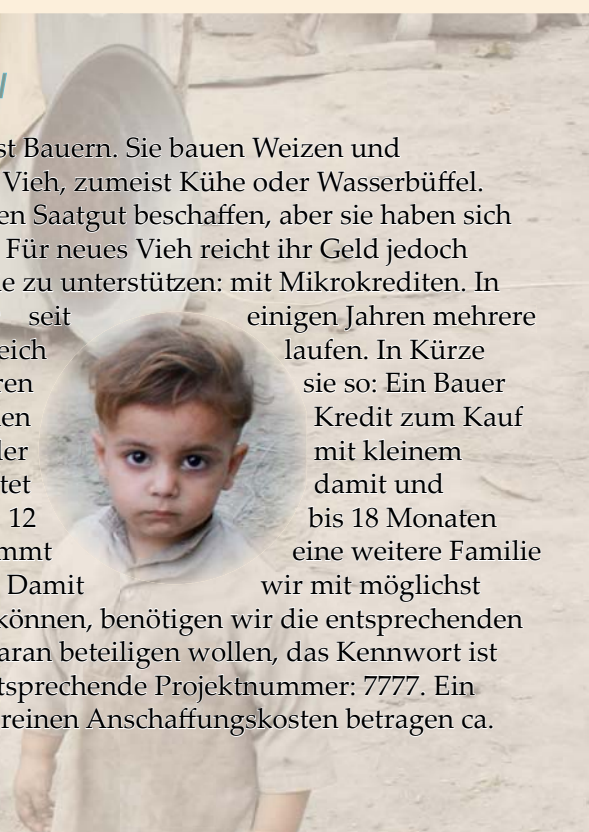 st Bauern. Sie bauen Weizen und
Vieh, zumeist Kühe oder Wasserbüffel.
en Saatgut beschaffen, aber sie haben sich
Für neues Vieh reicht ihr Geld jedoch
e zu unterstützen: mit Mikrokrediten. In
seit einigen Jahren mehrere
eich laufen. In Kürze
ren sie so: Ein Bauer
en Kredit zum Kauf
ler mit kleinem
tet damit und
12 bis 18 Monaten
mmt eine weitere Familie
Damit wir mit möglichst
können, benötigen wir die entsprechenden
aran beteiligen wollen, das Kennwort ist
tsprechende Projektnummer: 7777. Ein
reinen Anschaffungskosten betragen ca.